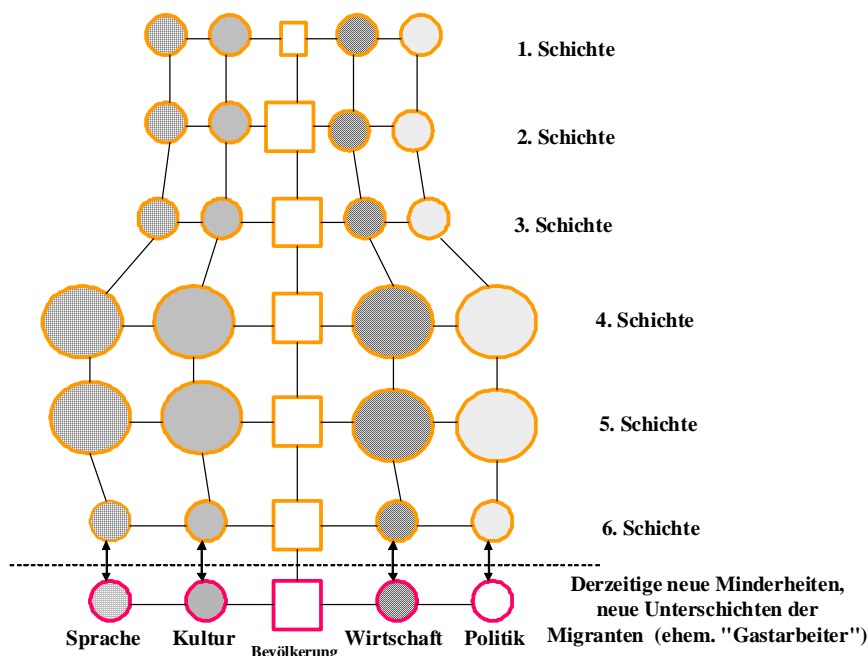 1. Schichte
2. Schichte
3. Schichte
4. Schichte
5. Schichte
6. Schichte
Derzeitige neue Minderheiten,
neue Unterschichten der
Migranten (ehem. "Gastarbeiter")
Sprache Kultur Bevölkerung Wirtschaft Politik